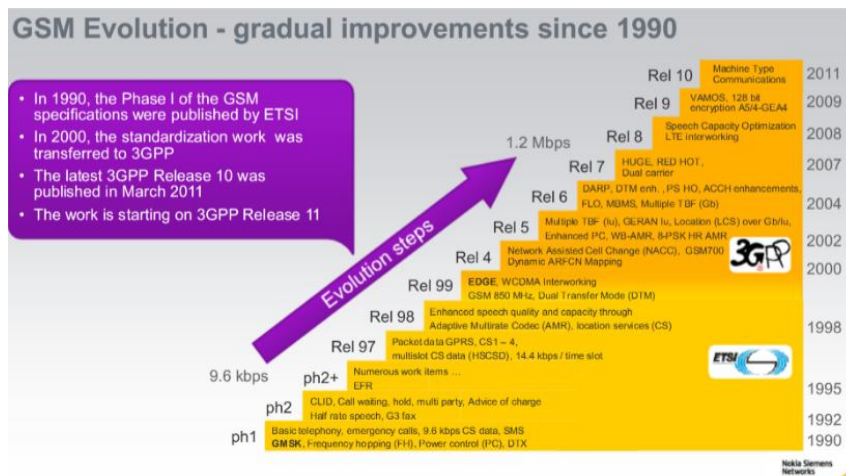 GSM Evolution - gradual improvements since 1990
• In 1990, the Phase I of the GSM
specifications were published by ETSI
• In 2000, the standardization work was
transferred to 3GPP
• The latest 3GPP Release 10 was
published in March 2011
• The work is starting on 3GPP Release 11
9.6 kbps
Evolution steps
1.2 Mbps
Rel 10
Machine Type
Communications
2011
Rel 9
VAMOS, 128 bit
encryption A5/4-GEA4
2009
Rel 8
Speech Capacity Optimization
LTE interworking
2008
Rel 7
HUGE, RED HOT,
Dual carrier
2007
Rel 6
DARP, DTM enh. , PS HO, ACCH enhancements,
FLO, MBMS, Multiple TBF (Gb)
2004
Rel 5
Multiple TBF (Iu), GERAN Iu, Location (LCS) over Gb/Iu,
Enhanced PC, WB-AMR, 8-PSK HR AMR
2002
Rel 4
Network Assisted Cell Change (NACC), GSM700
Dynamic ARFCN Mapping
3GPP
2000
Rel 99
EDGE, WCDMA Interworking
GSM 850 MHz, Dual Transfer Mode (DTM)
Rel 98
Enhanced speech quality and capacity through
Adaptive Multirate Codec (AMR), location services (CS)
1998
Rel 97
Packet data GPRS, CS1 – 4,
multislot CS data (HSCSD), 14.4 kbps / time slot
ETSI
ph2+
Numerous work items ...
EFR
1995
ph2
CLID, Call waiting, hold, multi party, Advice of charge
Half rate speech, G3 fax
1992
ph1
Basic telephony, emergency calls, 9.6 kbps CS data, SMS
GMSK, Frequency hopping (FH), Power control (PC), DTX
1990
Nokia Siemens
Networks